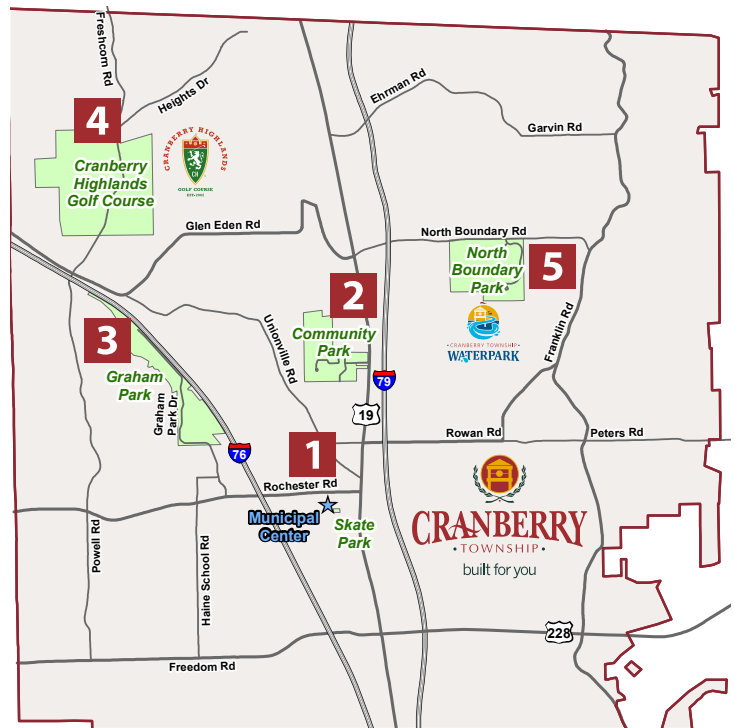 Freshcorn Rd
Heights Dr
Ehrman Rd
Garvin Rd
4
Cranberry
Highlands
Golf Course
CRANBERRY HIGHLANDS
CH
GOLF COURSE
Glen Eden Rd
North Boundary Rd
North
Boundary
Park
5
2
Community
Park
CRANBERRY TOWNSHIP
WATERPARK
Franklin Rd
3
Graham
Park
Graham
Park Dr
Unionville Rd
79
19
76
1
Rowan Rd
Peters Rd
Rochester Rd
Municipal
Center
Skate
Park
CRANBERRY
• TOWNSHIP •
built for you
Powell Rd
Haine School Rd
228
Freedom Rd